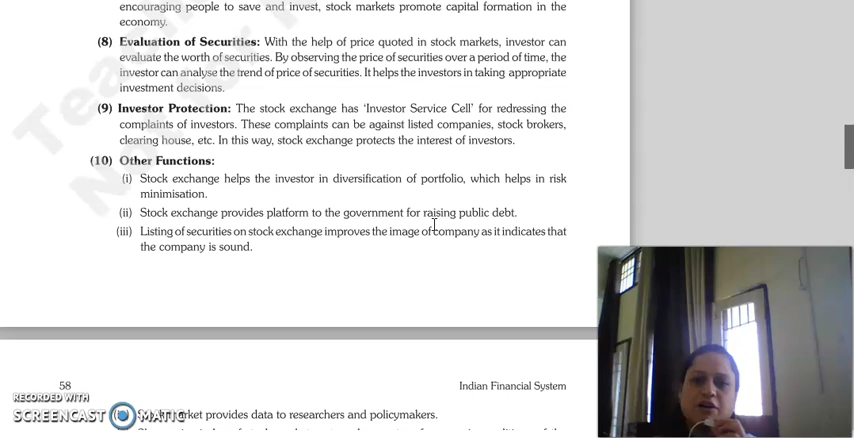 encouraging people to save and invest, stock markets promote capital formation in the
economy.
(8) Evaluation of Securities: With the help of price quoted in stock markets, investor can
evaluate the worth of securities. By observing the price of securities over a period of time, the
investor can analyse the trend of price of securities. It helps the investors in taking appropriate
investment decisions.
(9) Investor Protection: The stock exchange has 'Investor Service Cell' for redressing the
complaints of investors. These complaints can be against listed companies, stock brokers,
clearing house, etc. In this way, stock exchange protects the interest of investors.
(10) Other Functions:
(i) Stock exchange helps the investor in diversification of portfolio, which helps in risk
minimisation.
(ii) Stock exchange provides platform to the government for raising public debt.
(iii) Listing of securities on stock exchange improves the image of company as it indicates that
the company is sound.
58 Indian Financial System
market provides data to researchers and policymakers.
RECORDED WITH
SCREENCAST MATIC